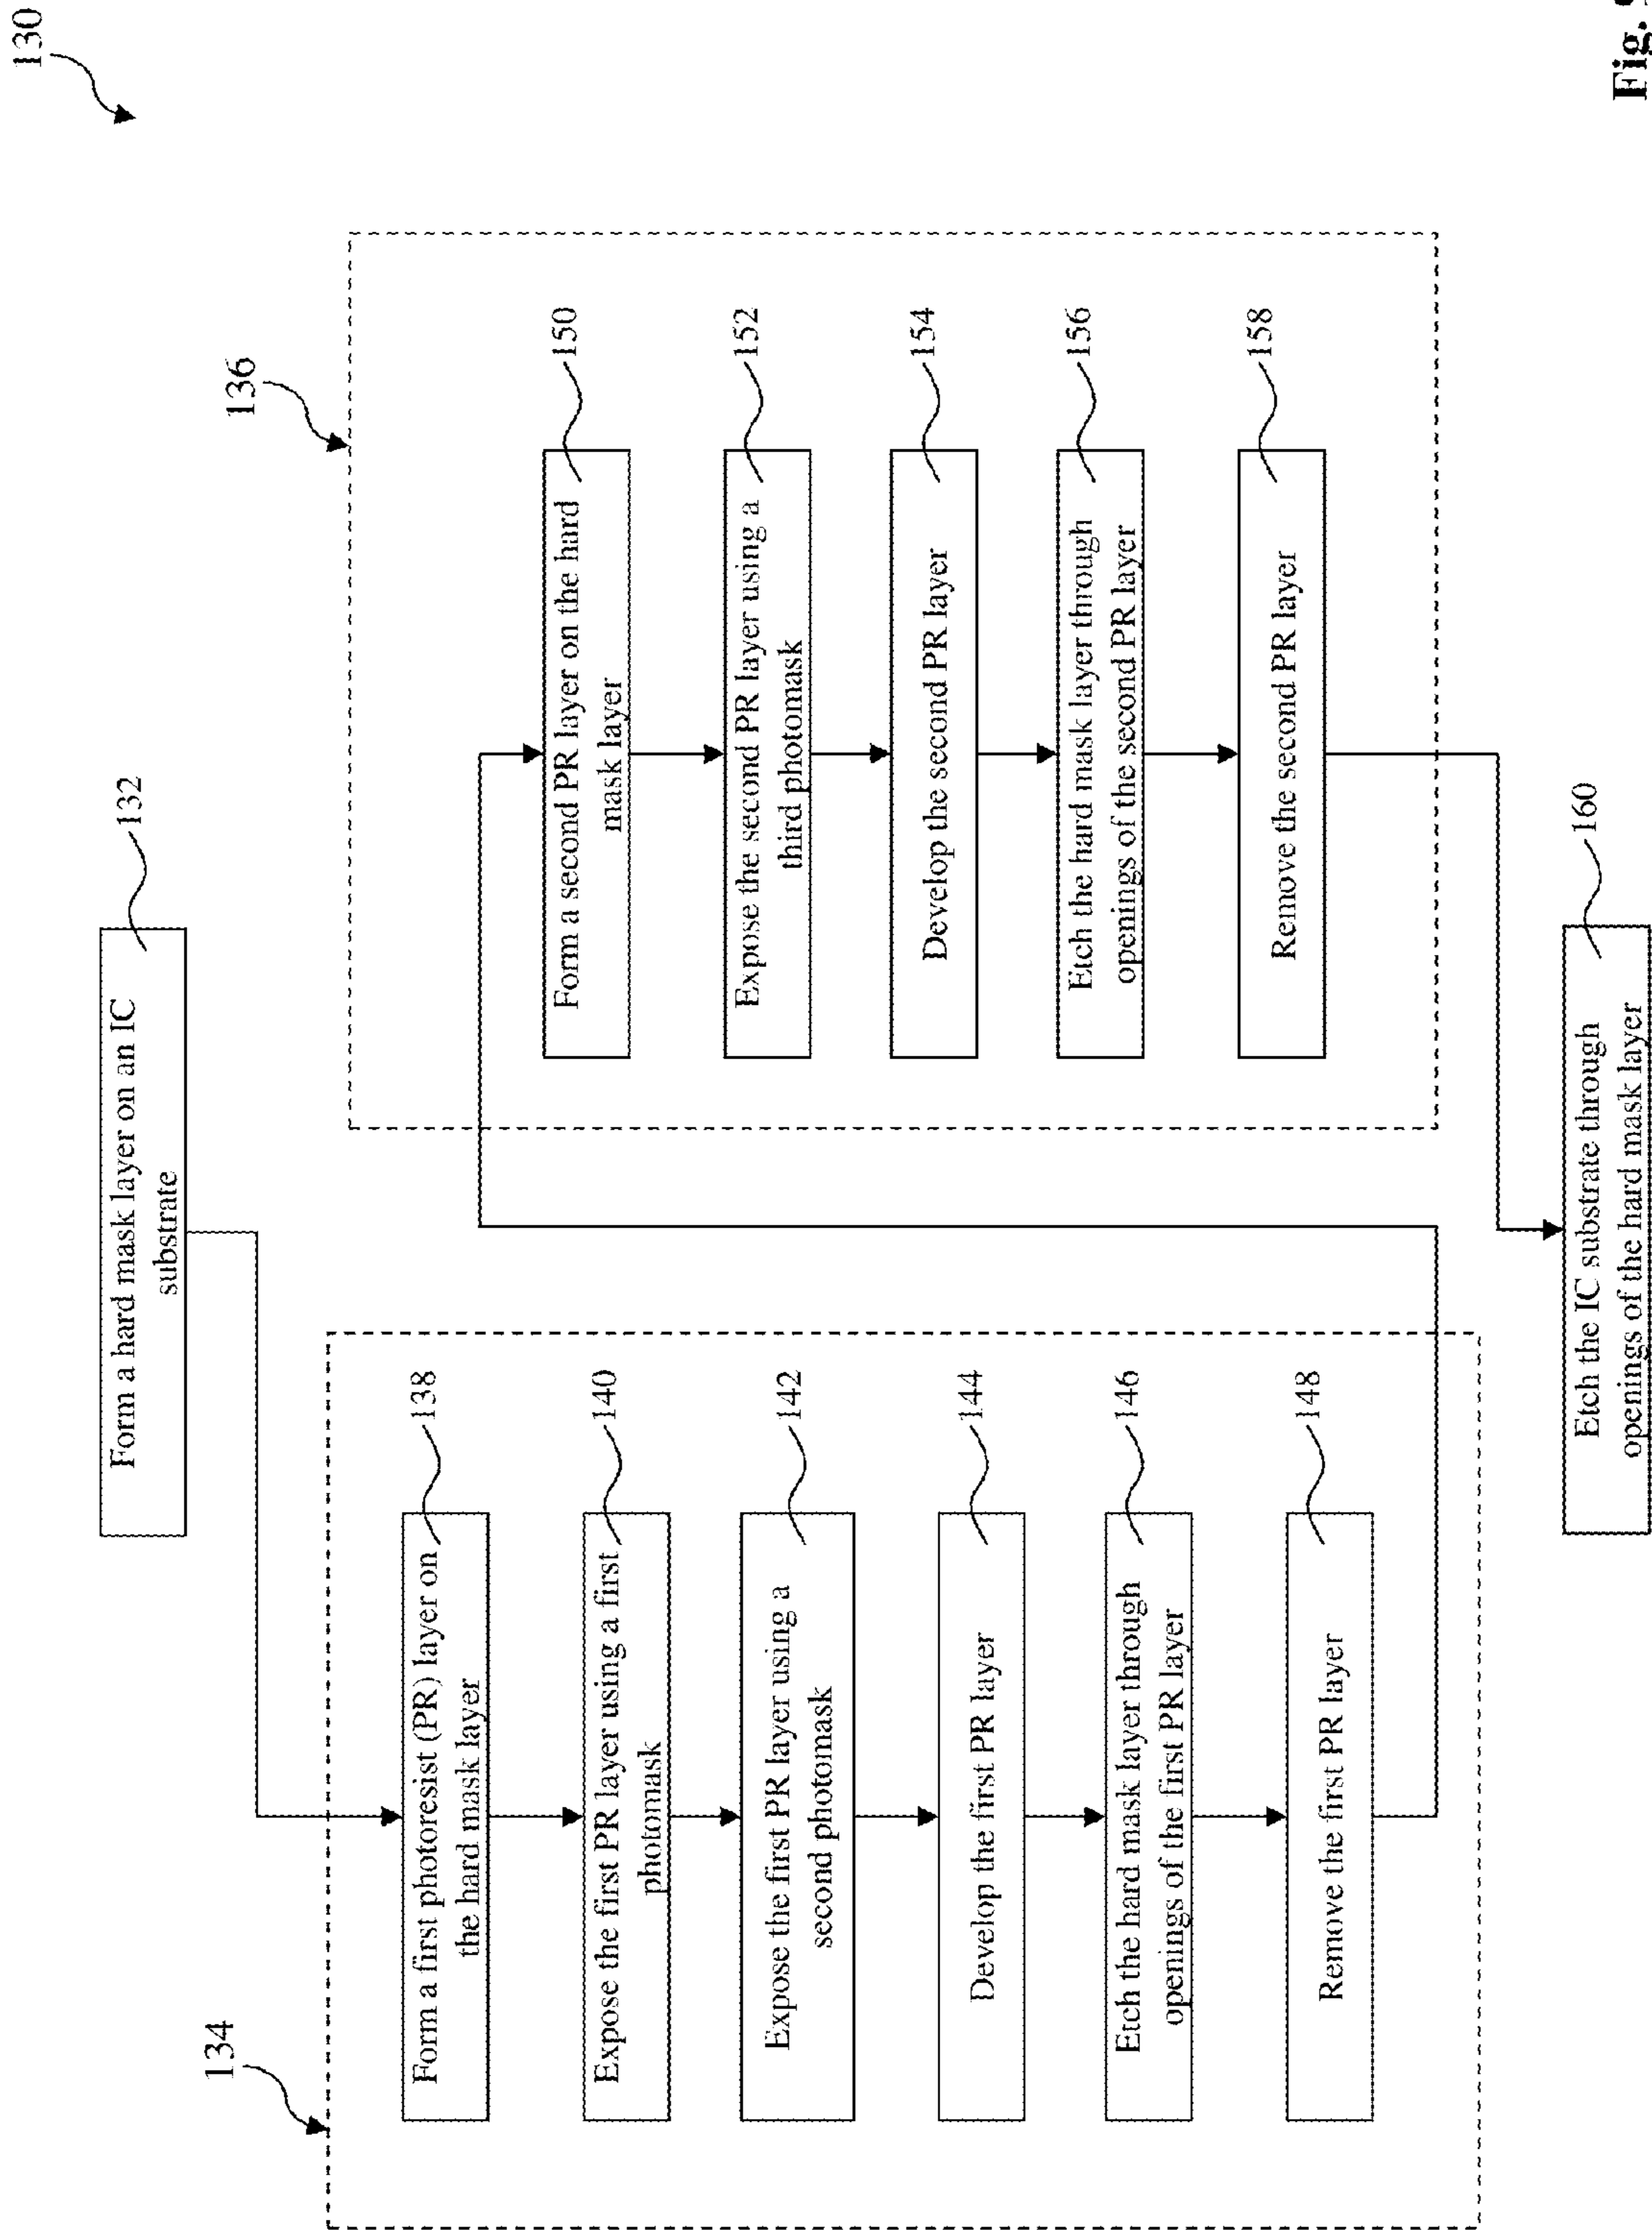 130
Form a hard mask layer on an IC
substrate
132
134
Form a first photoresist (PR) layer on
the hard mask layer
138
Expose the first PR layer using a first
photomask
140
Expose the first PR layer using a
second photomask
142
Develop the first PR layer
144
Etch the hard mask layer through
openings of the first PR layer
146
Remove the first PR layer
148
136
Form a second PR layer on the hard
mask layer
150
Expose the second PR layer using a
third photomask
152
Develop the second PR layer
154
Etch the hard mask layer through
openings of the second PR layer
156
Remove the second PR layer
158
Etch the IC substrate through
openings of the hard mask layer
160
Fig.